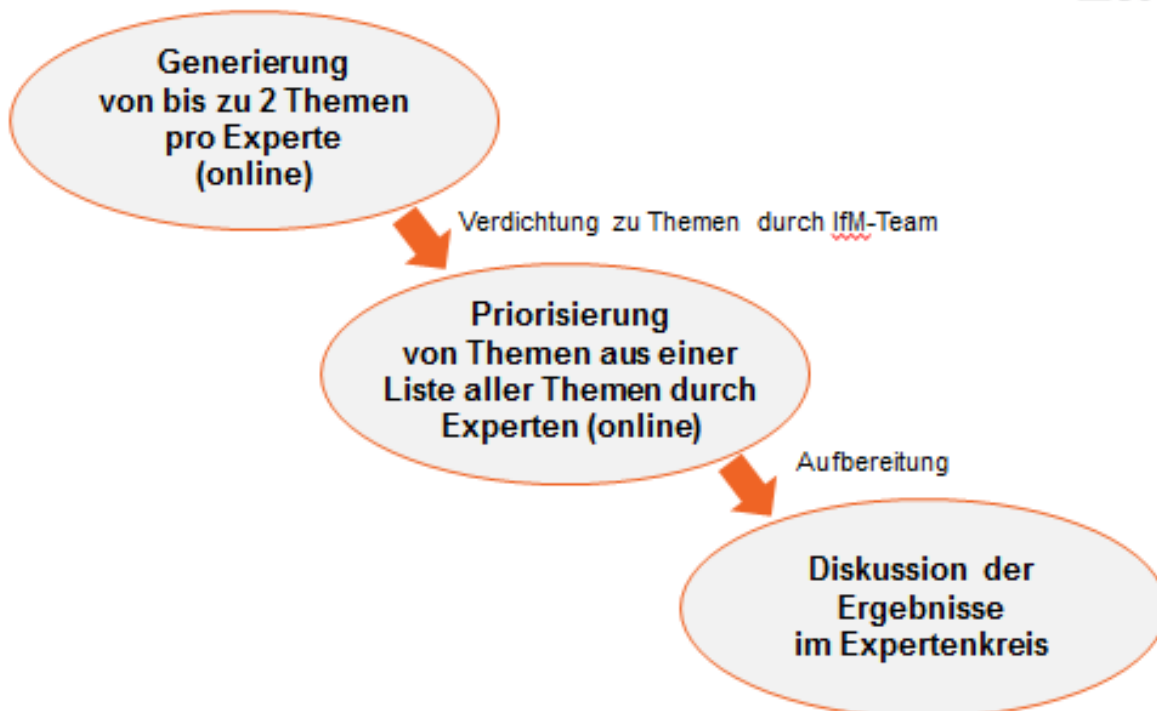 Generierung
von bis zu 2 Themen
pro Experte
(online)
Verdichtung zu Themen durch IfM-Team
Priorisierung
von Themen aus einer
Liste aller Themen durch
Experten (online)
Aufbereitung
Diskussion der
Ergebnisse
im Expertenkreis